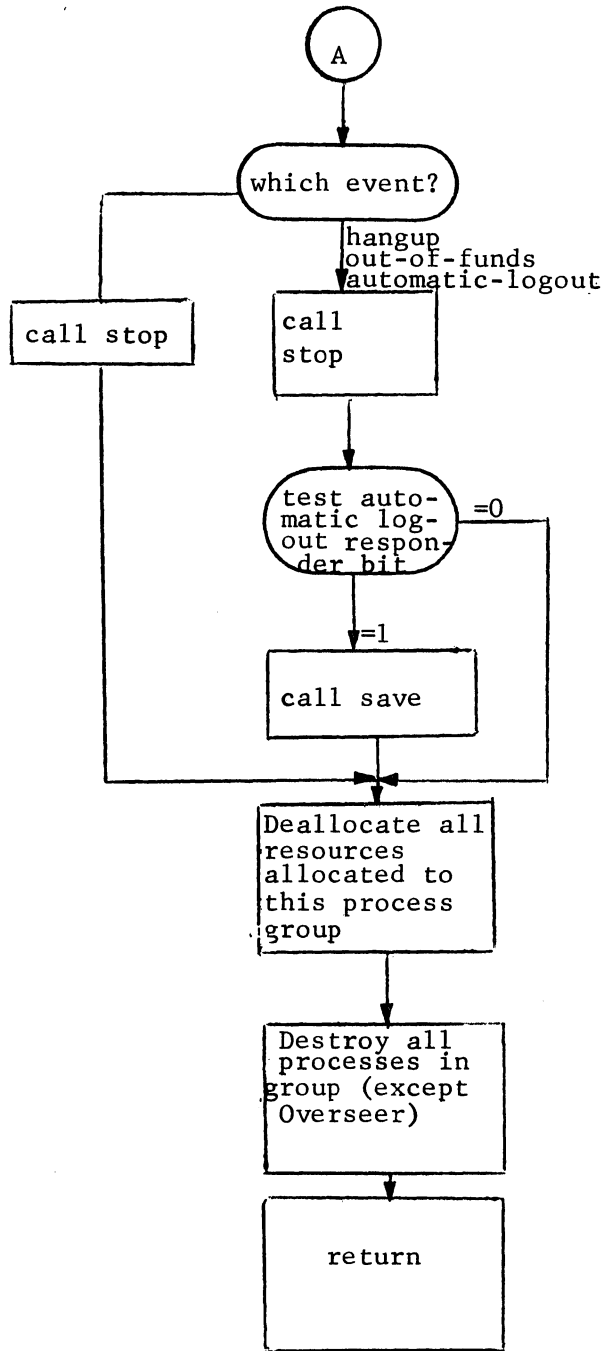 A
which event?
hangup
out-of-funds
automatic-logout
call stop
call
stop
test auto-
matic log-
out respon-
der bit
=0
=1
call save
Deallocate all
resources
allocated to
this process
group
Destroy all
processes in
group (except
Overseer)
return